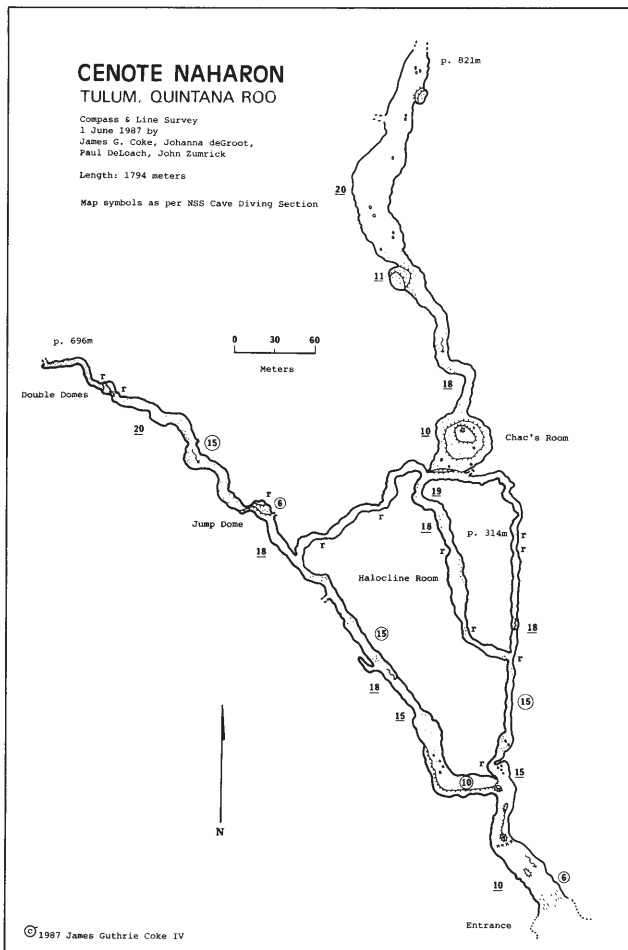 CENOTE NAHARON
TULUM, QUINTANA ROO
Compass & Line Survey
1 June 1987 by
James G. Coke, Johanna deGroot,
Paul DeLoach, John Zumrick
Length: 1794 meters
Map symbols as per NSS Cave Diving Section
p. 821m
20
11
0 30 60
Meters
18
p. 696m
r
r
Double Domes
20
15
10
Chac's Room
r
6
Jump Dome
18
19
18
r
r
r
p. 314m
r
r
Halocline Room
r
15
18
r
18
r
15
15
r
10
15
N
10
6
Entrance
© 1987 James Guthrie Coke IV